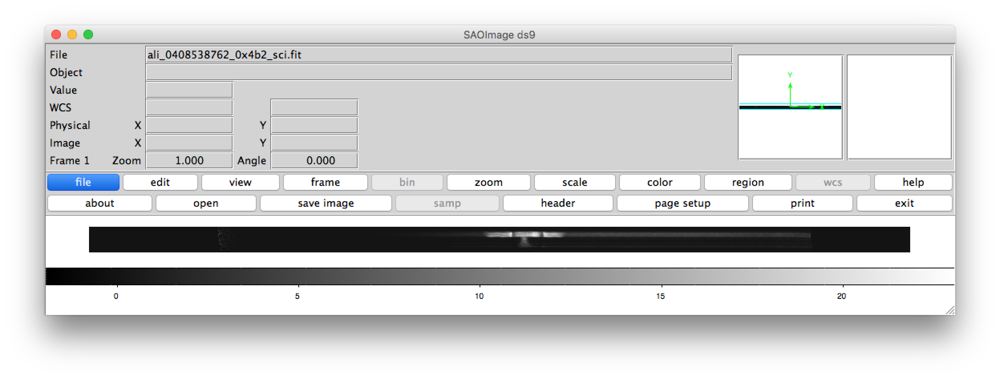 SAOImage ds9
File ali_0408538762_0x4b2_sci.fit
Object
Value
WCS
Physical X Y
Image X Y
Frame 1 Zoom 1.000 Angle 0.000
Y
X
file edit view frame bin zoom scale color region wcs help
about open save image samp header page setup print exit
0 5 10 15 20